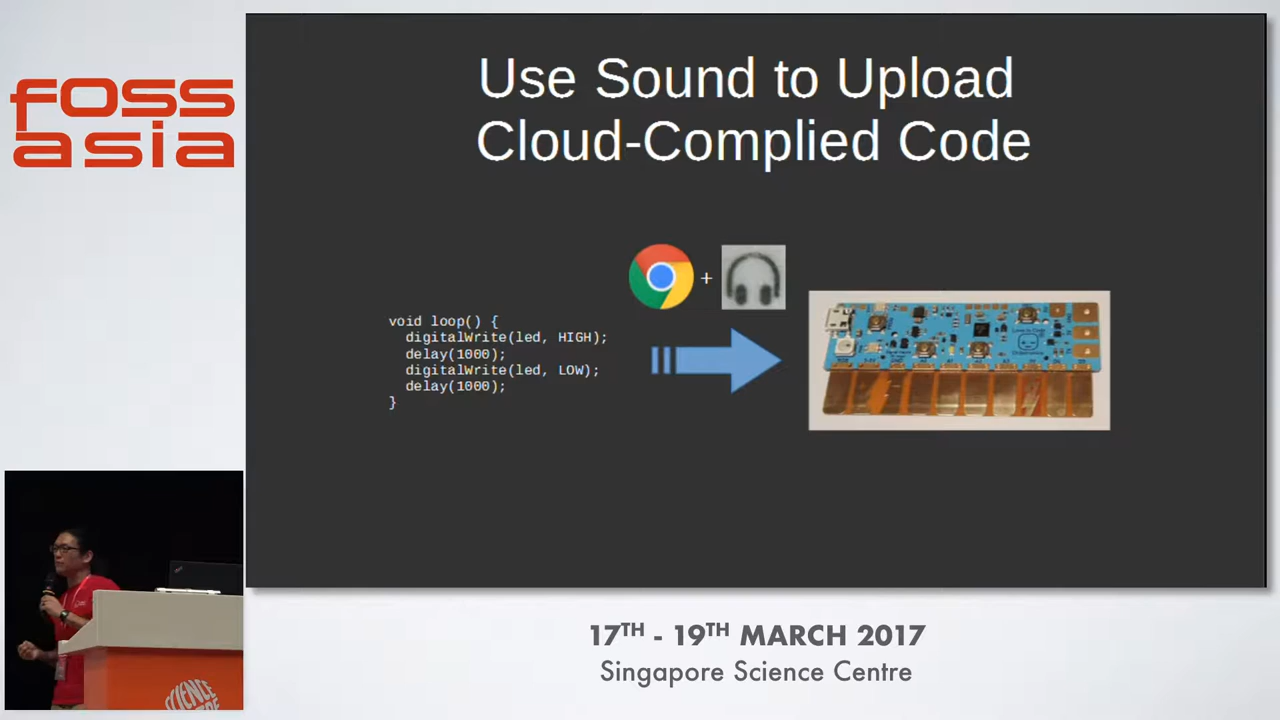 foss
asia
Use Sound to Upload
Cloud-Complied Code
+
void loop() {
digitalWrite(led, HIGH);
delay(1000);
digitalWrite(led, LOW);
delay(1000);
}
17TH - 19TH MARCH 2017
Singapore Science Centre